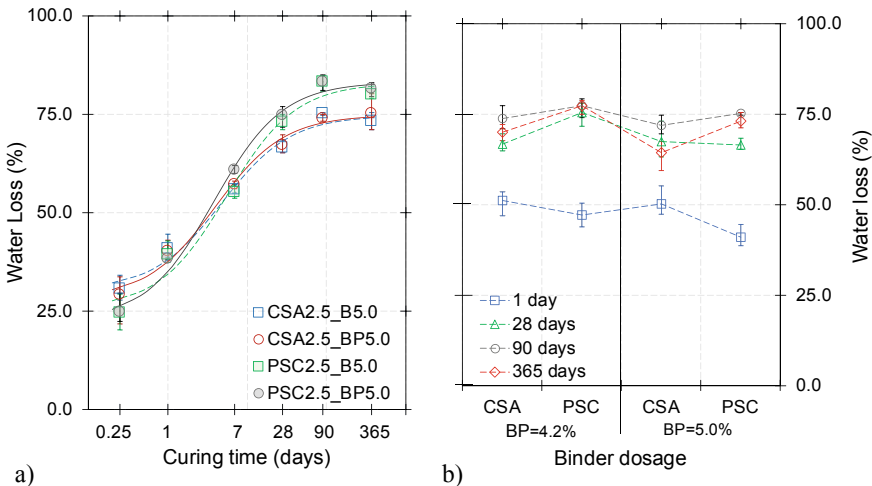 100.0
75.0
50.0
25.0
0.0
Water Loss (%)
CSA2.5_B5.0
CSA2.5_BP5.0
PSC2.5_B5.0
PSC2.5_BP5.0
0.25 1 7 28 90 365
Curing time (days)
a)
100.0
75.0
50.0
25.0
0.0
Water loss (%)
1 day
28 days
90 days
365 days
CSA PSC CSA PSC
BP=4.2% BP=5.0%
Binder dosage
b)